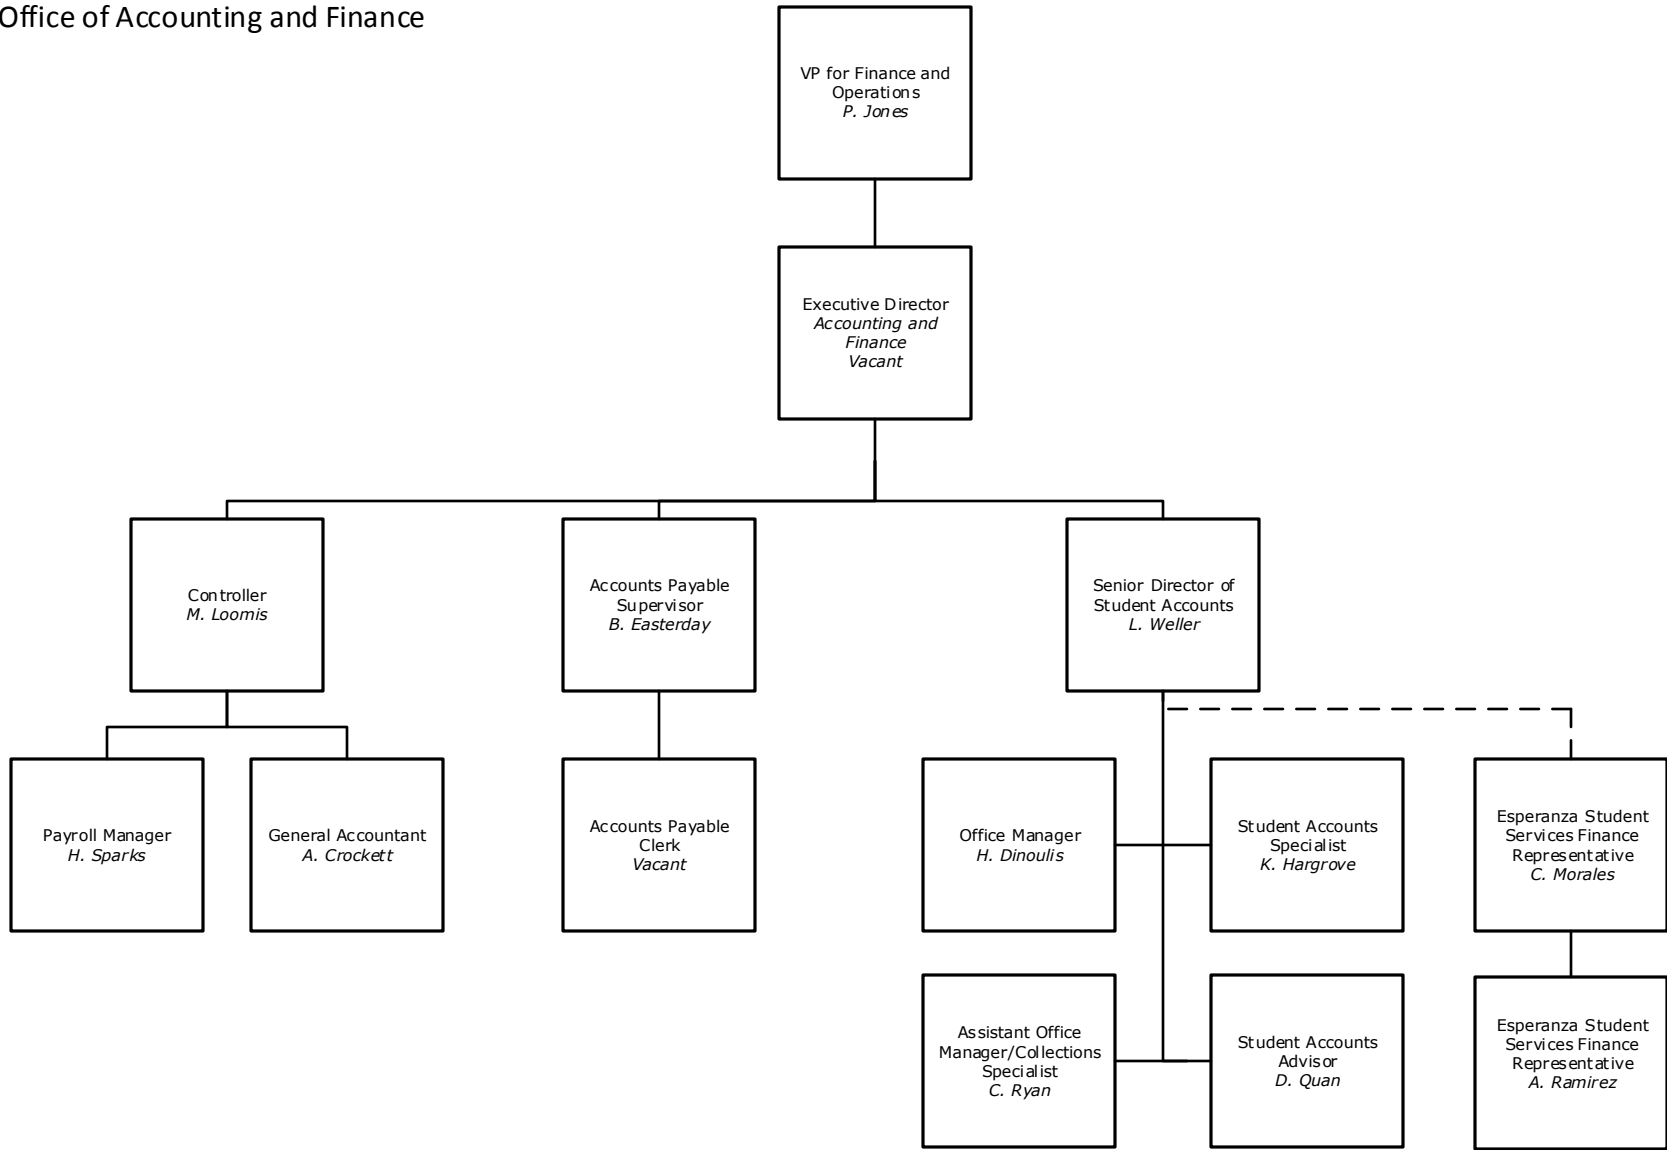 Office of Accounting and Finance
VP for Finance and
Operations
P. Jones
Executive Director
Accounting and
Finance
Vacant
Controller
M. Loomis
Accounts Payable
Supervisor
B. Easterday
Senior Director of
Student Accounts
L. Weller
Payroll Manager
H. Sparks
General Accountant
A. Crockett
Accounts Payable
Clerk
Vacant
Office Manager
H. Dinoulis
Student Accounts
Specialist
K. Hargrove
Esperanza Student
Services Finance
Representative
C. Morales
Assistant Office
Manager/Collections
Specialist
C. Ryan
Student Accounts
Advisor
D. Quan
Esperanza Student
Services Finance
Representative
A. Ramirez